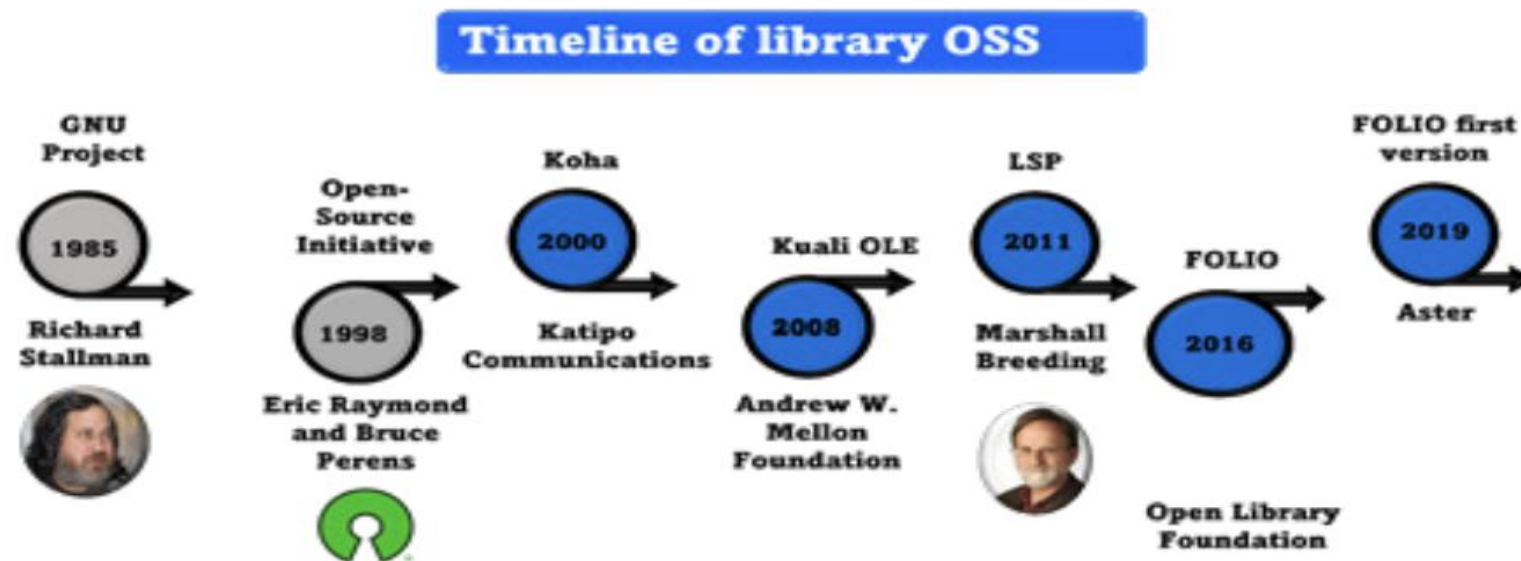 Timeline of library OSS
GNU
Project
1985
Richard
Stallman
Open-
Source
Initiative
1998
Eric Raymond
and Bruce
Perens
Koha
2000
Katipo
Communications
Kuali OLE
2008
Andrew W.
Mellon
Foundation
LSP
2011
Marshall
Breeding
FOLIO
2016
Open Library
Foundation
FOLIO first
version
2019
Aster